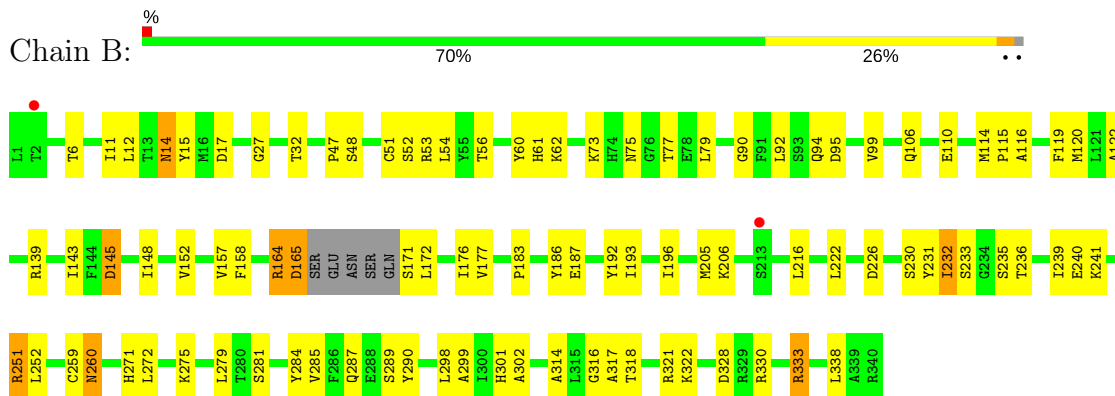 %
Chain B:
70% 26% • •
L1 T2 T6 I11 L12 T13 N14 Y15 M16 D17 G27 T32 P47 S48 C51 S52 R53 L54 Y55 T56 Y60 H61 K62 K73 H74 N75 G76 T77 E78 L79 G90 F91 L92 S93 Q94 D95 V99 Q106 E110 M114 P115 A116 F119 M120 L121 A122
R139 I143 F144 D145 I148 V152 V157 F158 R164 D165 SER GLU ASN SER GLN S171 L172 I176 V177 P183 Y186 E187 Y192 I193 I196 M205 K206 S213 L216 L222 D226 S230 Y231 I232 S233 G234 S235 T236 I239 E240 K241
R251 L252 C259 N260 H271 L272 K275 L279 T280 S281 Y284 V285 F286 Q287 E288 S289 Y290 L298 A299 I300 H301 A302 A314 L315 G316 A317 T318 R321 K322 D328 R329 R330 R333 L338 A339 R340